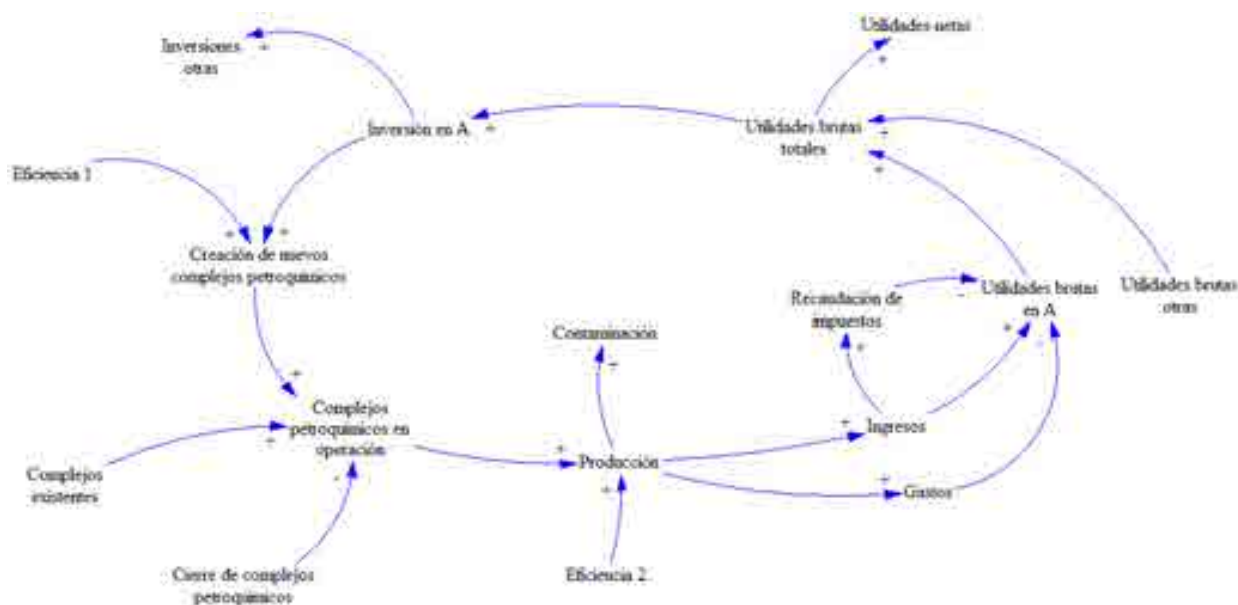 Utilidades netas
Inversiones
otras
Inversión en A
Utilidades brutas
totales
Eficiencia 1
Creación de nuevos
complejos petroquímicos
Recaudación de
impuestos
Utilidades brutas
en A
Utilidades brutas
otras
Contaminación
Complejos
petroquímicos en
operación
Ingresos
Producción
Complejos
existentes
Gastos
Cierre de complejos
petroquímicos
Eficiencia 2